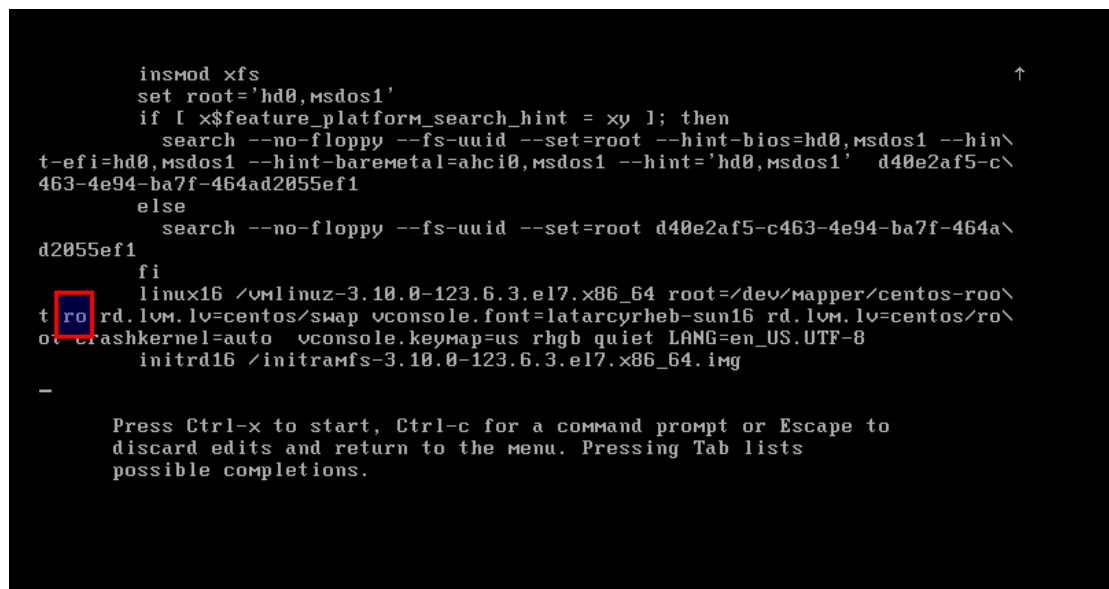 insmod xfs ↑
set root='hd0,msdos1'
if [ x$feature_platform_search_hint = xy ]; then
search --no-floppy --fs-uuid --set=root --hint-bios=hd0,msdos1 --hin\
t-efi=hd0,msdos1 --hint-baremetal=ahci0,msdos1 --hint='hd0,msdos1'  d40e2af5-c\
463-4e94-ba7f-464ad2055ef1
else
search --no-floppy --fs-uuid --set=root d40e2af5-c463-4e94-ba7f-464a\
d2055ef1
fi
linux16 /vmlinuz-3.10.0-123.6.3.el7.x86_64 root=/dev/mapper/centos-roo\
t ro rd.lvm.lv=centos/swap vconsole.font=latarcyrheb-sun16 rd.lvm.lv=centos/ro\
ot crashkernel=auto  vconsole.keymap=us rhgb quiet LANG=en_US.UTF-8
initrd16 /initramfs-3.10.0-123.6.3.el7.x86_64.img
_
Press Ctrl-x to start, Ctrl-c for a command prompt or Escape to
discard edits and return to the menu. Pressing Tab lists
possible completions.